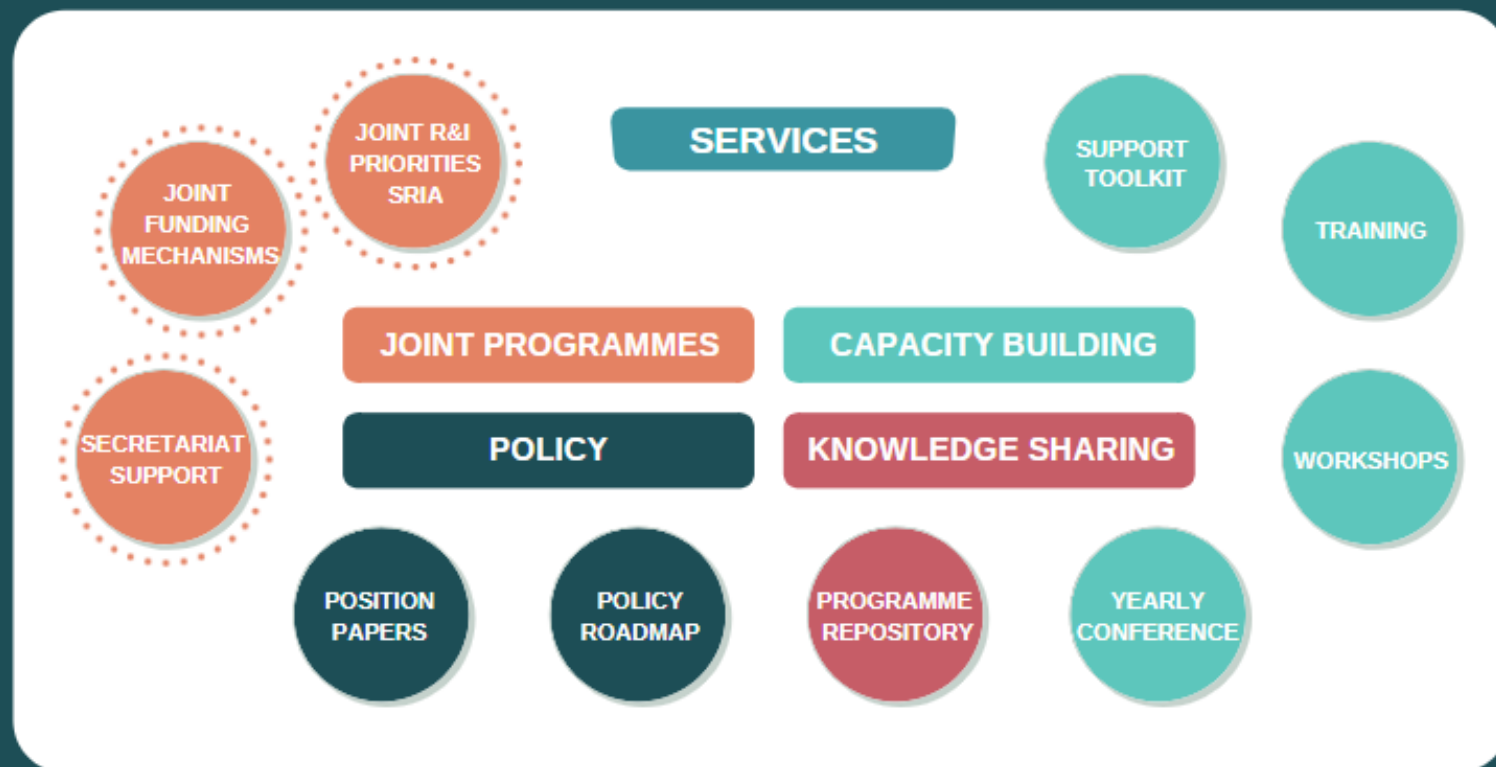 SERVICES
JOINT R&I
PRIORITIES
SRIA
JOINT
FUNDING
MECHANISMS
SECRETARIAT
SUPPORT
SUPPORT
TOOLKIT
TRAINING
WORKSHOPS
JOINT PROGRAMMES
CAPACITY BUILDING
POLICY
KNOWLEDGE SHARING
POSITION
PAPERS
POLICY
ROADMAP
PROGRAMME
REPOSITORY
YEARLY
CONFERENCE